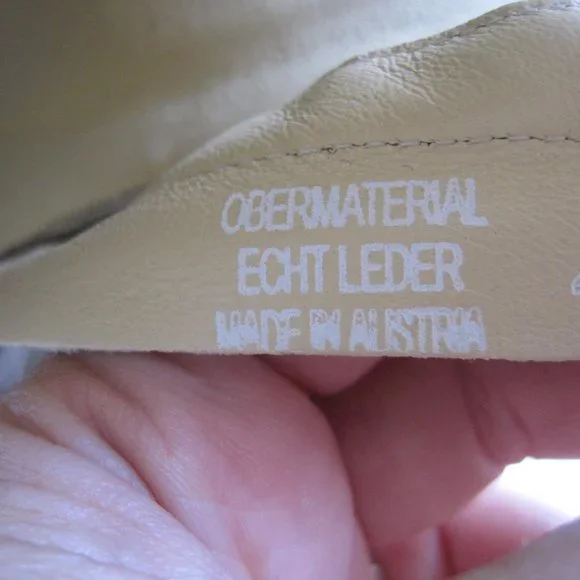 OBERMATERIAL
ECHT LEDER
MADE IN AUSTRIA